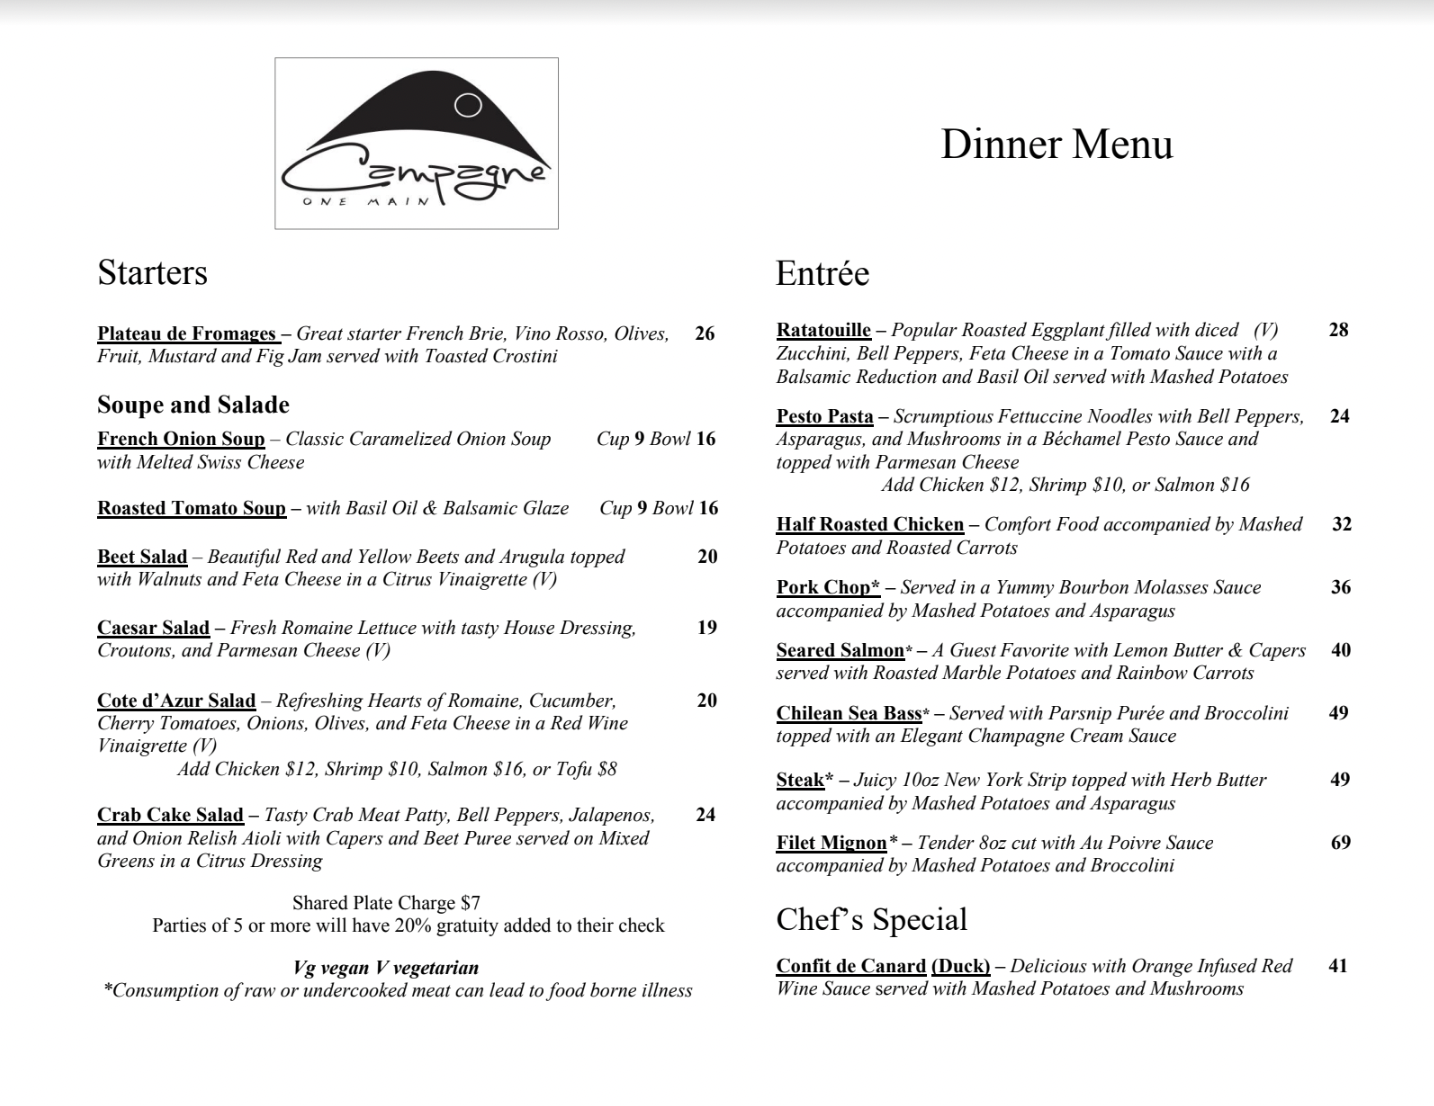 Campagne
ONE MAIN
Dinner Menu
Starters
Plateau de Fromages – Great starter French Brie, Vino Rosso, Olives, 26
Fruit, Mustard and Fig Jam served with Toasted Crostini
Soupe and Salade
French Onion Soup – Classic Caramelized Onion Soup Cup 9 Bowl 16
with Melted Swiss Cheese
Roasted Tomato Soup – with Basil Oil & Balsamic Glaze Cup 9 Bowl 16
Beet Salad – Beautiful Red and Yellow Beets and Arugula topped 20
with Walnuts and Feta Cheese in a Citrus Vinaigrette (V)
Caesar Salad – Fresh Romaine Lettuce with tasty House Dressing, 19
Croutons, and Parmesan Cheese (V)
Cote d’Azur Salad – Refreshing Hearts of Romaine, Cucumber, 20
Cherry Tomatoes, Onions, Olives, and Feta Cheese in a Red Wine
Vinaigrette (V)
Add Chicken $12, Shrimp $10, Salmon $16, or Tofu $8
Crab Cake Salad – Tasty Crab Meat Patty, Bell Peppers, Jalapenos, 24
and Onion Relish Aioli with Capers and Beet Puree served on Mixed
Greens in a Citrus Dressing
Shared Plate Charge $7
Parties of 5 or more will have 20% gratuity added to their check
Vg vegan V vegetarian
*Consumption of raw or undercooked meat can lead to food borne illness
Entrée
Ratatouille – Popular Roasted Eggplant filled with diced (V) 28
Zucchini, Bell Peppers, Feta Cheese in a Tomato Sauce with a
Balsamic Reduction and Basil Oil served with Mashed Potatoes
Pesto Pasta – Scrumptious Fettuccine Noodles with Bell Peppers, 24
Asparagus, and Mushrooms in a Béchamel Pesto Sauce and
topped with Parmesan Cheese
Add Chicken $12, Shrimp $10, or Salmon $16
Half Roasted Chicken – Comfort Food accompanied by Mashed 32
Potatoes and Roasted Carrots
Pork Chop* – Served in a Yummy Bourbon Molasses Sauce 36
accompanied by Mashed Potatoes and Asparagus
Seared Salmon* – A Guest Favorite with Lemon Butter & Capers 40
served with Roasted Marble Potatoes and Rainbow Carrots
Chilean Sea Bass* – Served with Parsnip Purée and Broccolini 49
topped with an Elegant Champagne Cream Sauce
Steak* – Juicy 10oz New York Strip topped with Herb Butter 49
accompanied by Mashed Potatoes and Asparagus
Filet Mignon* – Tender 8oz cut with Au Poivre Sauce 69
accompanied by Mashed Potatoes and Broccolini
Chef’s Special
Confit de Canard (Duck) – Delicious with Orange Infused Red 41
Wine Sauce served with Mashed Potatoes and Mushrooms